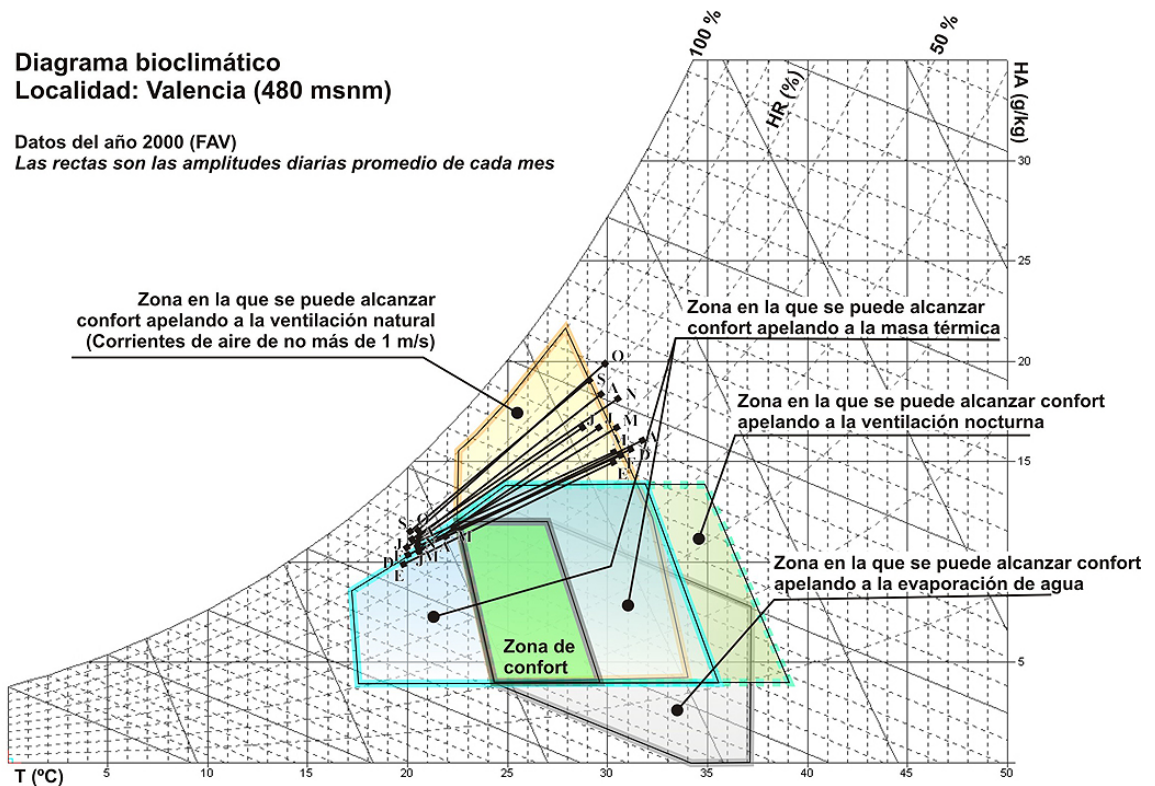 Diagrama bioclimático
Localidad: Valencia (480 msnm)
Datos del año 2000 (FAV)
Las rectas son las amplitudes diarias promedio de cada mes
100 %
50 %
HR (%)
HA (g/kg)
30
25
20
15
5
Zona en la que se puede alcanzar
confort apelando a la ventilación natural
(Corrientes de aire de no más de 1 m/s)
Zona en la que se puede alcanzar
confort apelando a la masa térmica
Zona en la que se puede alcanzar confort
apelando a la ventilación nocturna
Zona en la que se puede alcanzar confort
apelando a la evaporación de agua
Zona de
confort
O
S
A
N
J
M
E
S
O
D
E
J
M
M
T (ºC)
5
10
15
20
25
30
35
40
45
50